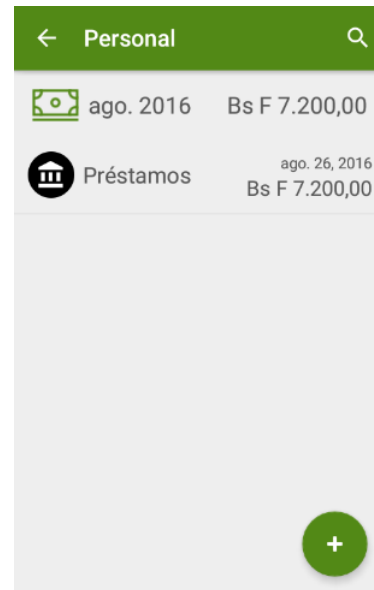 Personal
ago. 2016 Bs F 7.200,00
ago. 26, 2016
Préstamos Bs F 7.200,00
+